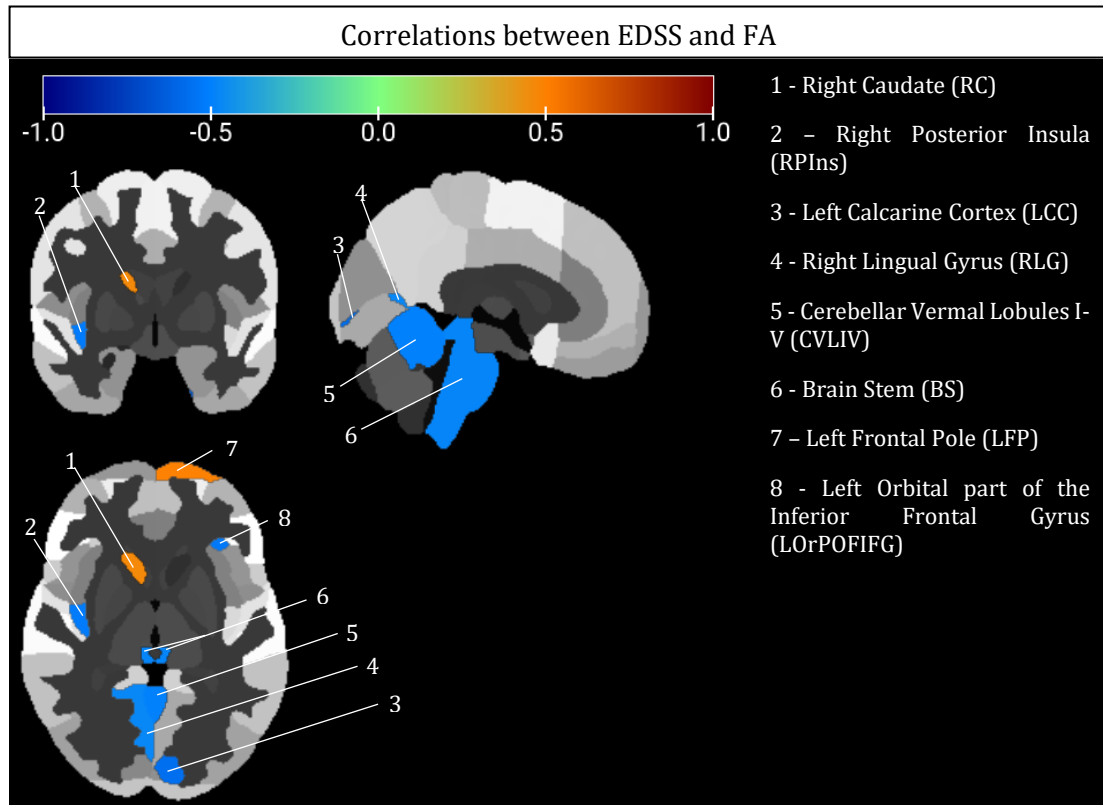 Correlations between EDSS and FA
-1.0 -0.5 0.0 0.5 1.0
1 - Right Caudate (RC)
2 – Right Posterior Insula
(RPIns)
3 - Left Calcarine Cortex (LCC)
4 - Right Lingual Gyrus (RLG)
5 - Cerebellar Vermal Lobules I-
V (CVLIV)
6 - Brain Stem (BS)
7 – Left Frontal Pole (LFP)
8 - Left Orbital part of the
Inferior Frontal Gyrus
(LOrPOFIFG)
1
2
4
3
5
6
7
1
2
8
6
5
4
3